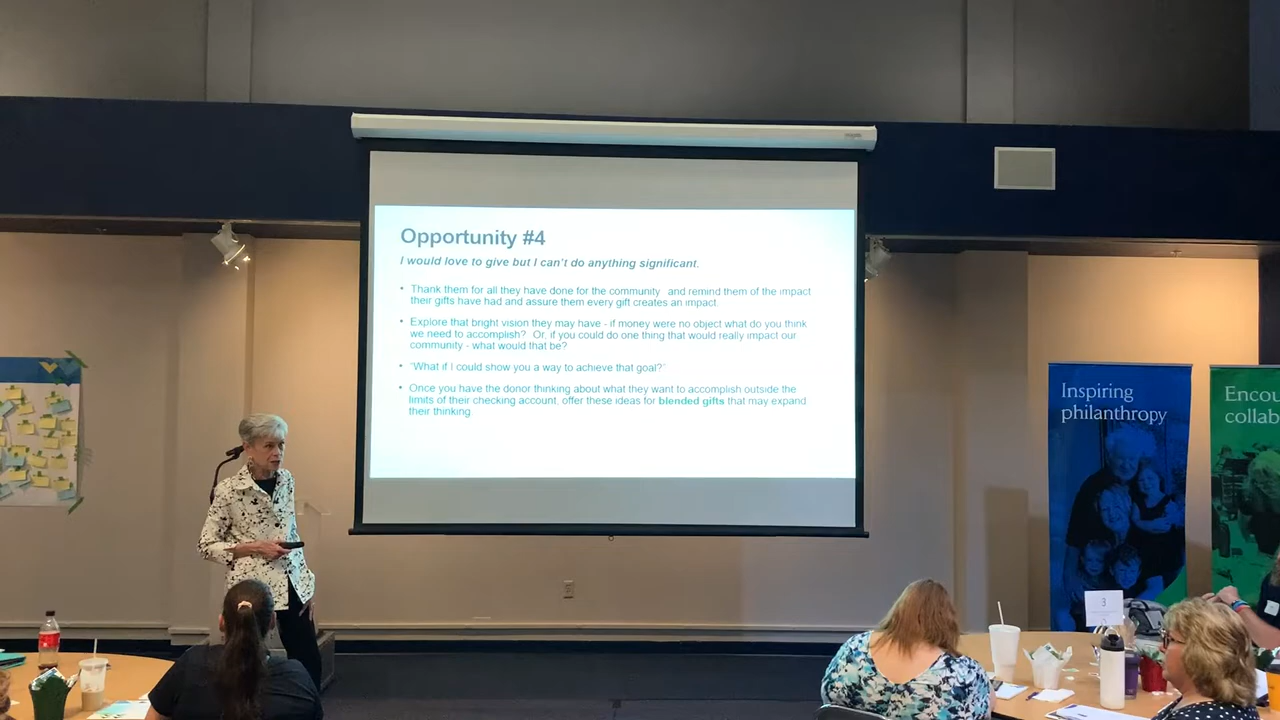 Opportunity #4
I would love to give but I can't do anything significant.
• Thank them for all they have done for the community and remind them of the impact
their gifts have had and assure them every gift creates an impact.
• Explore that bright vision they may have - if money were no object what do you think
we need to accomplish? Or, if you could do one thing that would really impact our
community - what would that be?
• "What if I could show you a way to achieve that goal?"
• Once you have the donor thinking about what they want to accomplish outside the
limits of their checking account, offer these ideas for blended gifts that may expand
their thinking.
Inspiring
philanthropy
Encou
collab
3